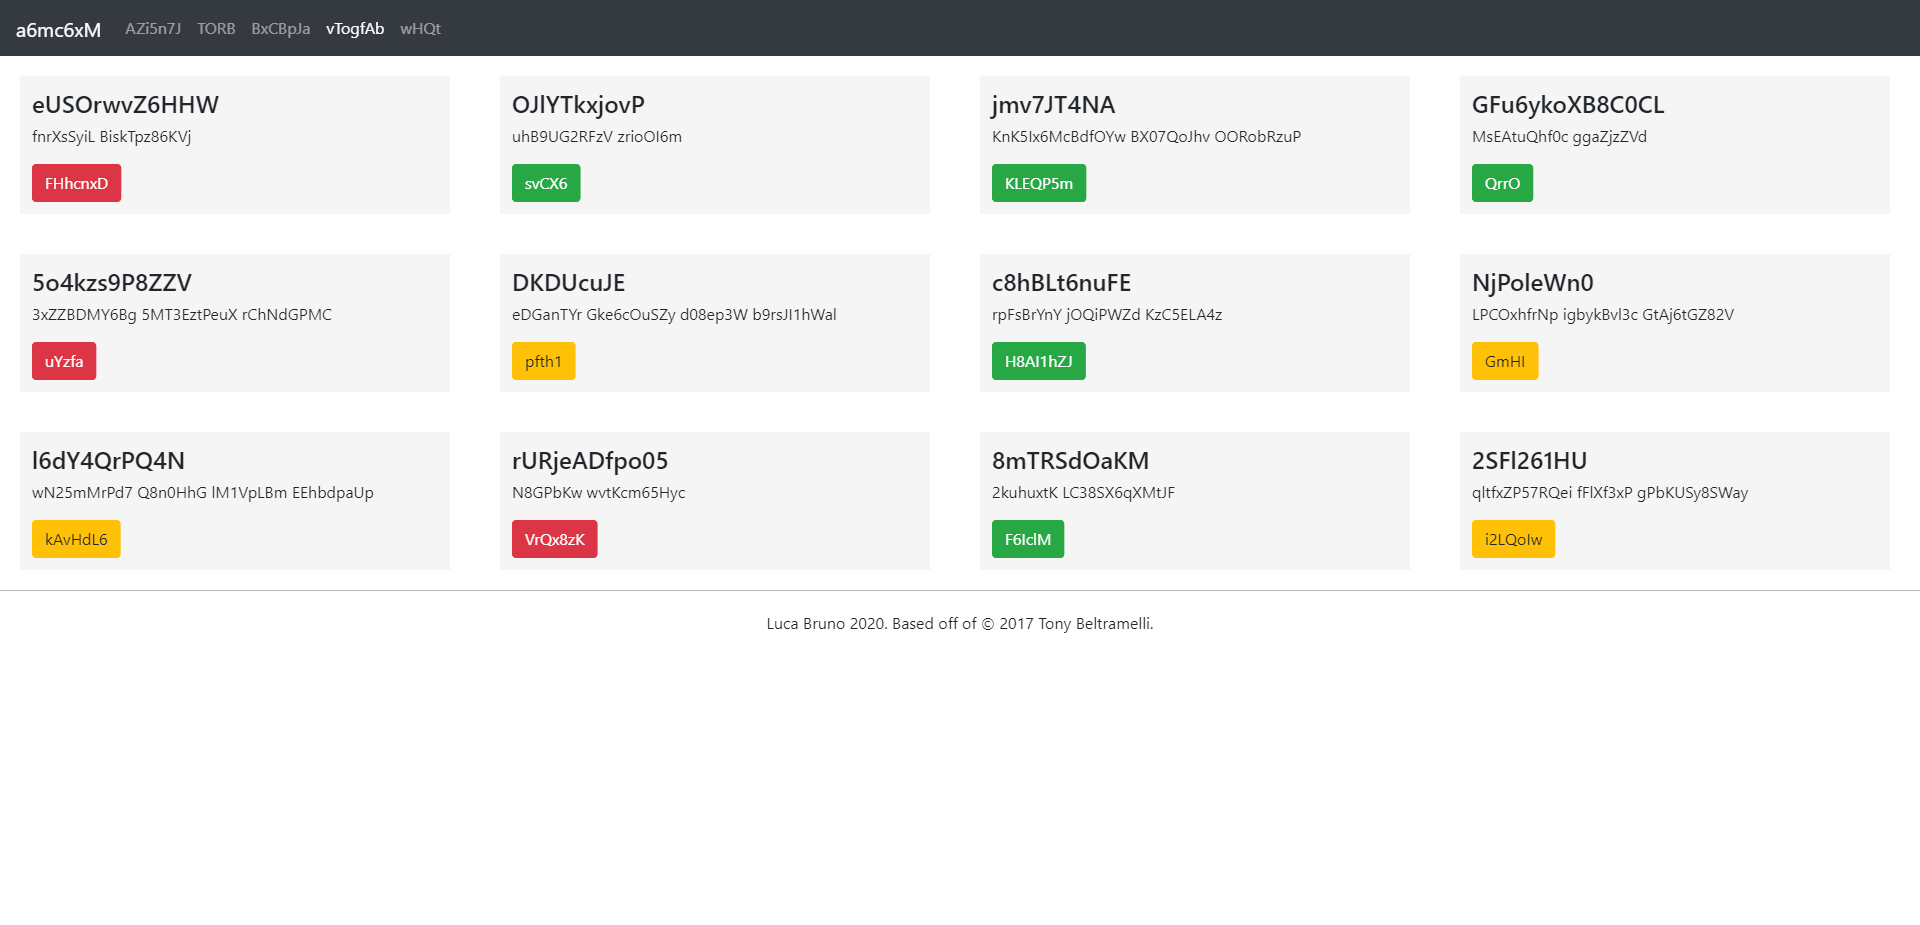 a6mc6xM AZi5n7J TORB BxCBpJa vTogfAb wHQt
eUSOrwvZ6HHW
fnrXsSyiL BiskTpz86KVj
FHhcnxD
OJlYTkxjovP
uhB9UG2RFzV zrioOI6m
svCX6
jmv7JT4NA
KnK5Ix6McBdfOYw BX07QoJhv OORobRzuP
KLEQP5m
GFu6ykoXB8C0CL
MsEAtuQhf0c ggaZjzZVd
QrrO
5o4kzs9P8ZZV
3xZZBDMY6Bg 5MT3EztPeuX rChNdGPMC
uYzfa
DKDUcuJE
eDGanTYr Gke6cOuSZy d08ep3W b9rsJI1hWal
pfth1
c8hBLt6nuFE
rpFsBrYnY jOQiPWZd KzC5ELA4z
H8AI1hZJ
NjPoleWn0
LPCOxhfrNp igbykBvl3c GtAj6tGZ82V
GmHI
l6dY4QrPQ4N
wN25mMrPd7 Q8n0HhG lM1VpLBm EEhbdpaUp
kAvHdL6
rURjeADfpo05
N8GPbKw wvtKcm65Hyc
VrQx8zK
8mTRSdOaKM
2kuhuxtK LC38SX6qXMtJF
F6IclM
2SFl261HU
qltfxZP57RQei fFlXf3xP gPbKUSy8SWay
i2LQoIw
Luca Bruno 2020. Based off of © 2017 Tony Beltramelli.